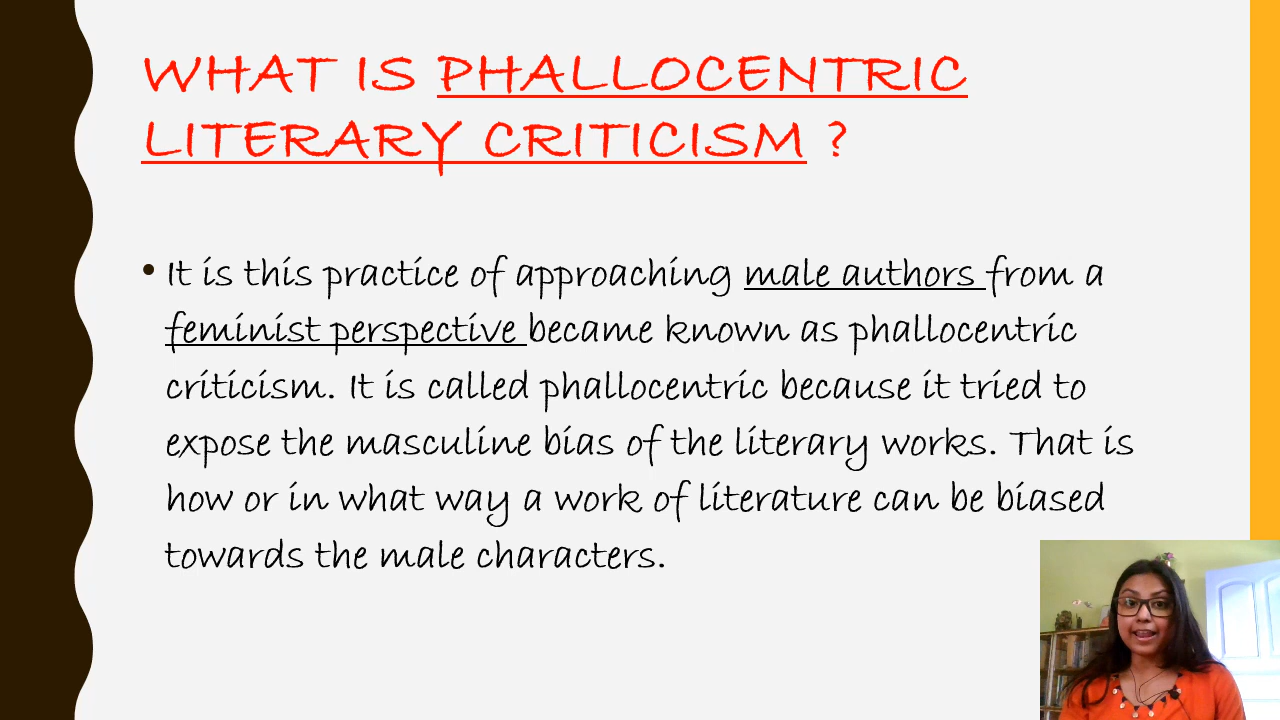 WHAT IS PHALLOCENTRIC
LITERARY CRITICISM ?
• It is this practice of approaching male authors from a
feminist perspective became known as phallocentric
criticism. It is called phallocentric because it tried to
expose the masculine bias of the literary works. That is
how or in what way a work of literature can be biased
towards the male characters.